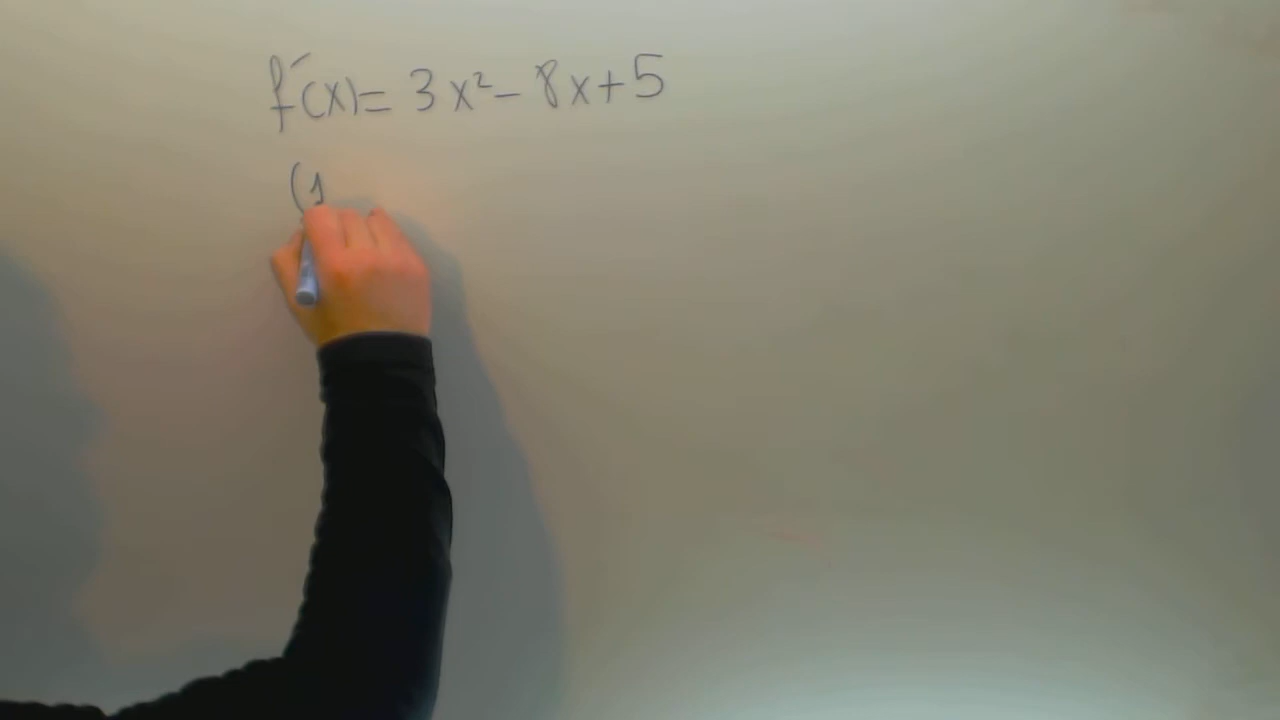 f´(x)= 3x²- 8x+5
(1